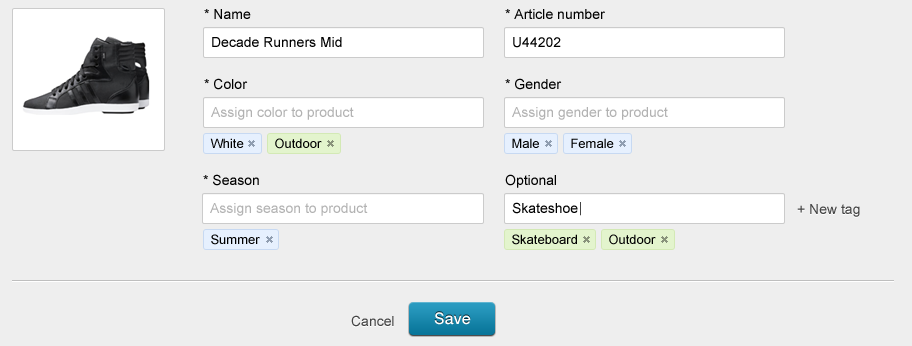 * Name
* Article number
Decade Runners Mid
U44202
* Color
* Gender
Assign color to product
Assign gender to product
White × Outdoor ×
Male × Female ×
* Season
Optional
Assign season to product
Skateshoe
+ New tag
Summer ×
Skateboard × Outdoor ×
Cancel
Save